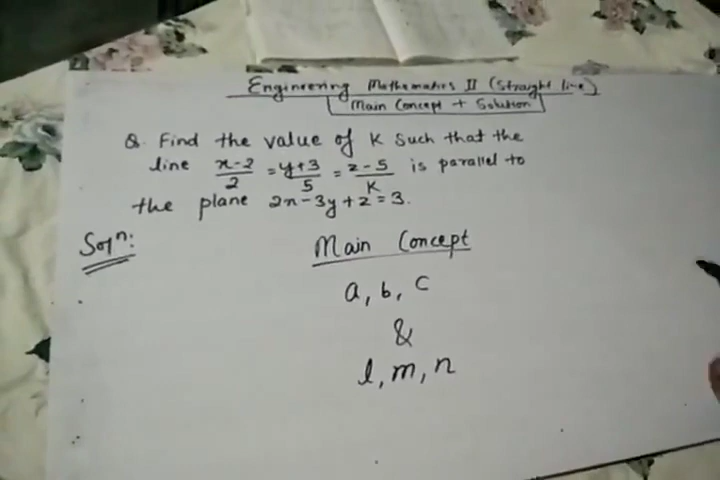 Engineering Mathematics II (Straight line)
Main Concept + Solution
Q. Find the value of K such that the
line x-2/2 = y+3/5 = z-5/K is parallel to
the plane 2x-3y+z=3.
Solⁿ:
Main Concept
a, b, c
&
l, m, n